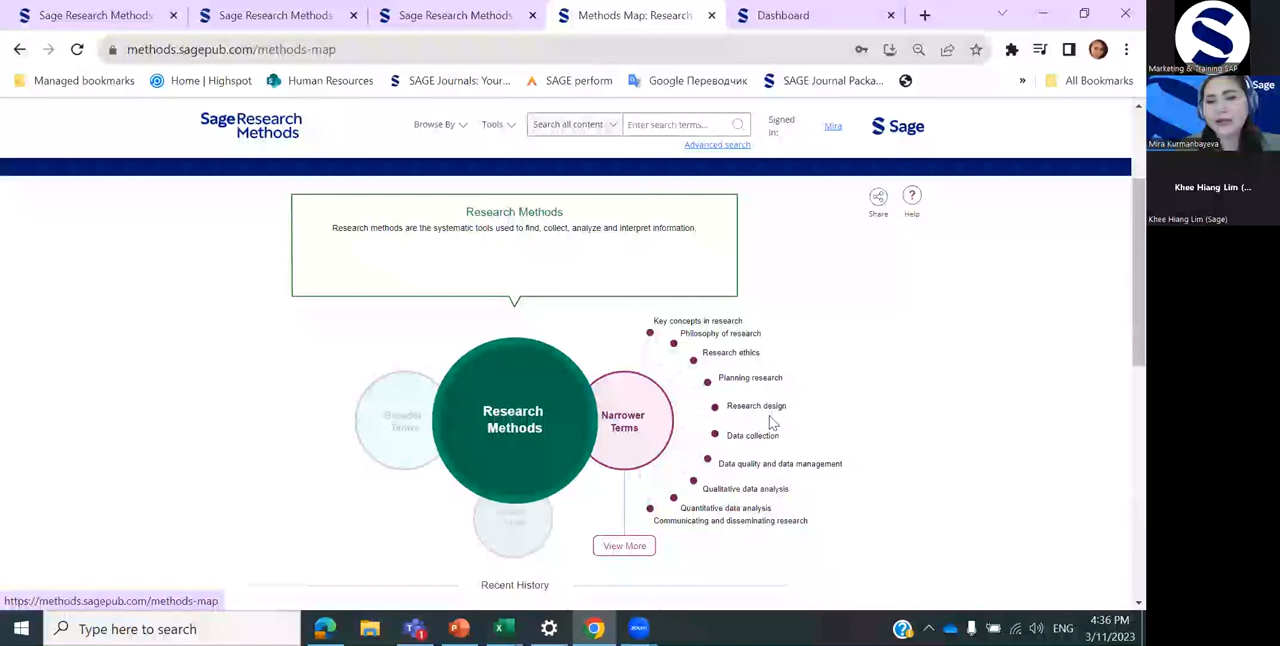 Sage Research Methods
Sage Research Methods
Sage Research Methods
Methods Map: Research
Dashboard
methods.sagepub.com/methods-map
Managed bookmarks
Home | Highspot
Human Resources
SAGE Journal
SAGE perform
Google Переводчик
SAGE Journal Packa...
»
All Bookmarks
Sage Research
Methods
Browse By
Tools
Search all content
Enter search terms...
Signed
in:
Mira
Sage
Advanced search
Research Methods
Research methods are the systematic tools used to find, collect, analyze and interpret information.
Share
Help
Key concepts in research
Philosophy of research
Research ethics
Planning research
Research design
Data collection
Data quality and data management
Qualitative data analysis
Quantitative data analysis
Communicating and disseminating research
Broader
Terms
Research
Methods
Narrower
Terms
View More
Recent History
https://methods.sagepub.com/methods-map
Type here to search
ENG
4:36 PM
3/11/2023
Marketing & Training SAP
Sage
Mira Kurmanbayeva
Khee Hiang Lim (...
Khee Hiang Lim (Sage)